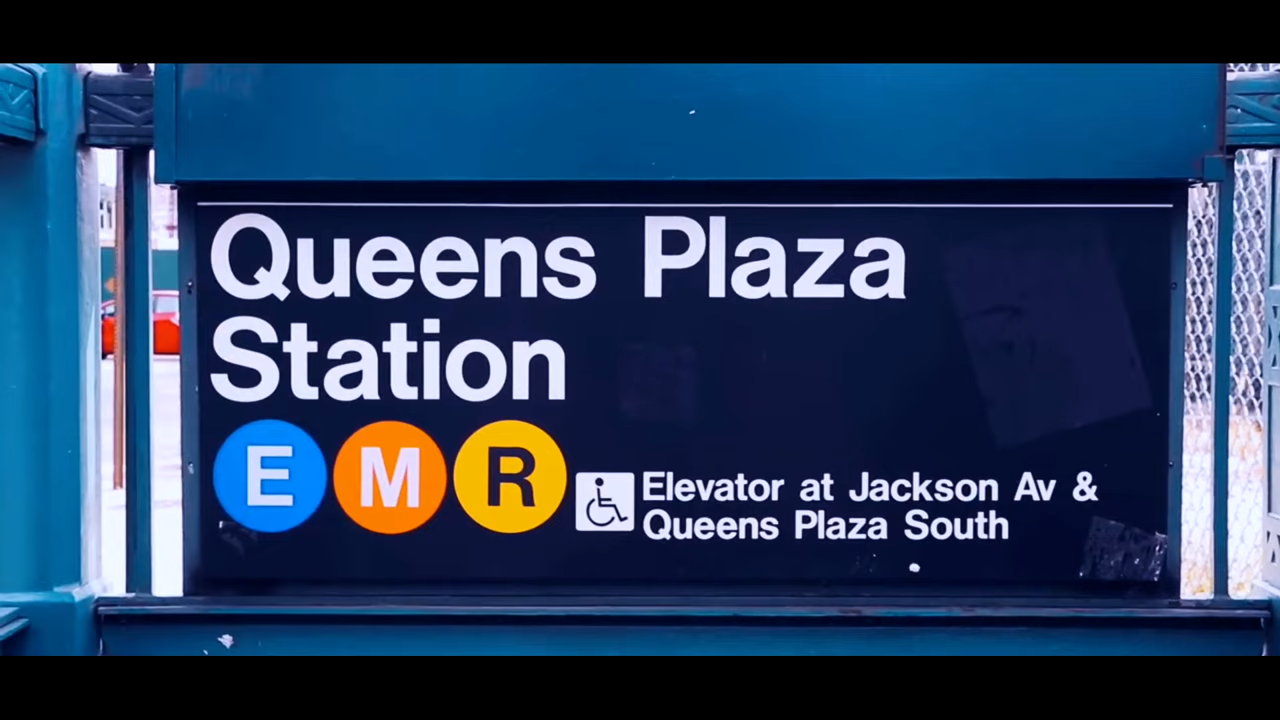 Queens Plaza
Station
E M R
Elevator at Jackson Av &
Queens Plaza South